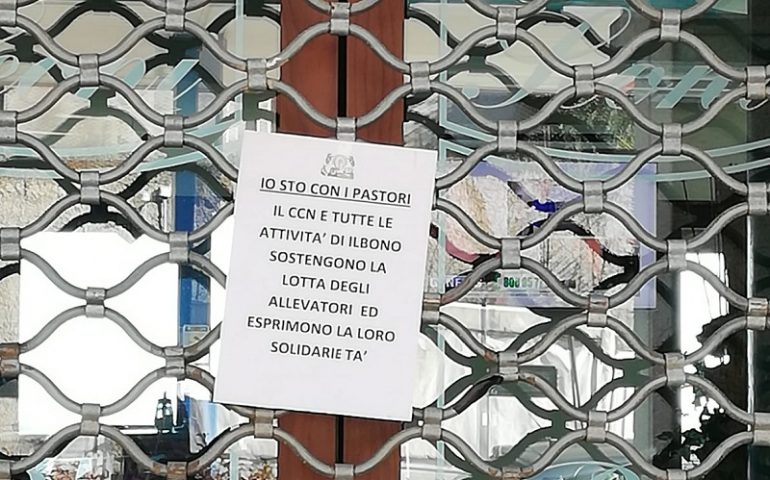 IO STO CON I PASTORI
IL CCN E TUTTE LE
ATTIVITA' DI ILBONO
SOSTENGONO LA
LOTTA DEGLI
ALLEVATORI ED
ESPRIMONO LA LORO
SOLIDARIE TA'